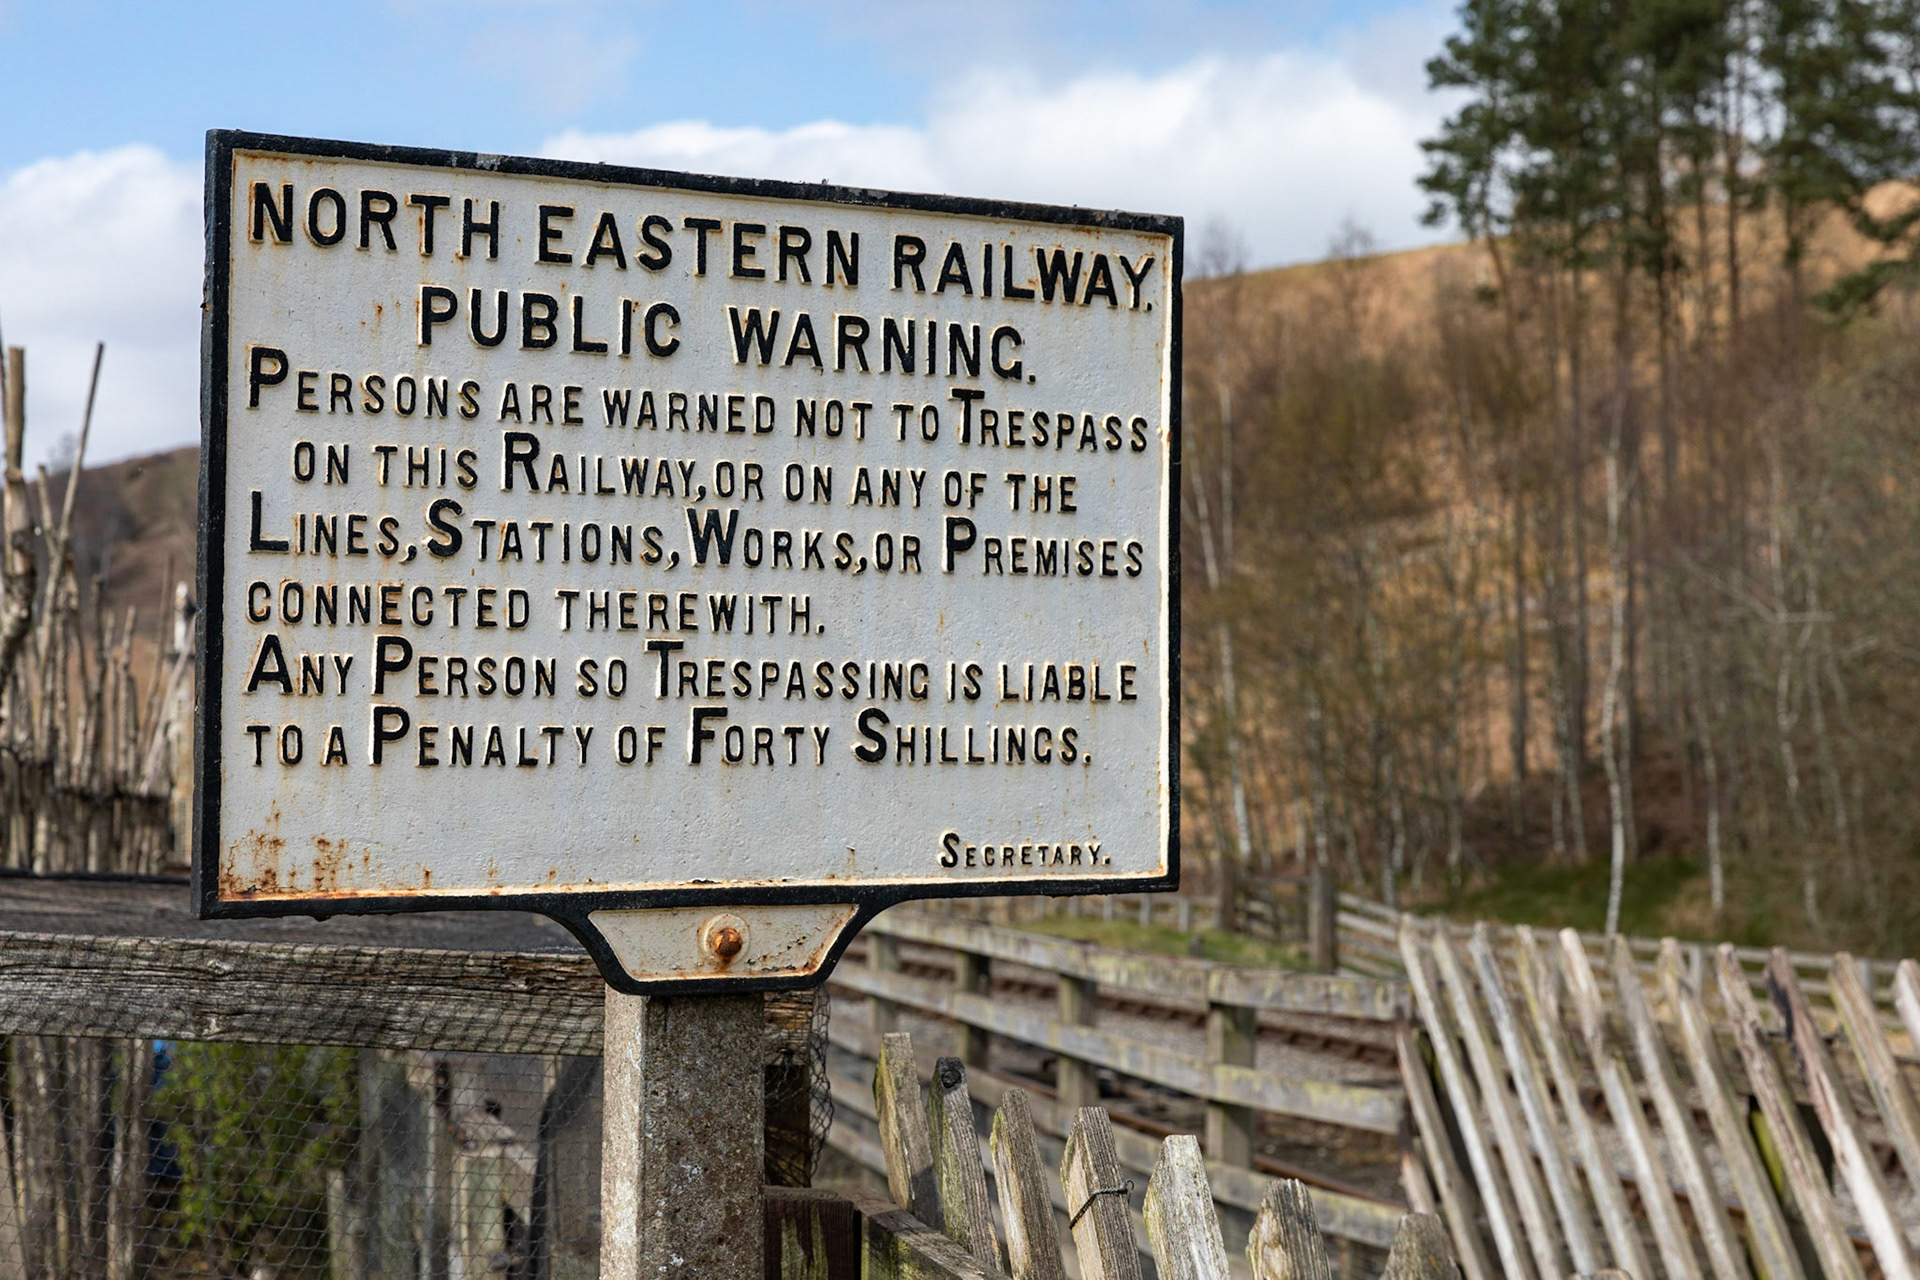 NORTH EASTERN RAILWAY.
PUBLIC WARNING.
PERSONS ARE WARNED NOT TO TRESPASS
ON THIS RAILWAY, OR ON ANY OF THE
LINES, STATIONS, WORKS, OR PREMISES
CONNECTED THEREWITH.
ANY PERSON SO TRESPASSING IS LIABLE
TO A PENALTY OF FORTY SHILLINGS.
SECRETARY.